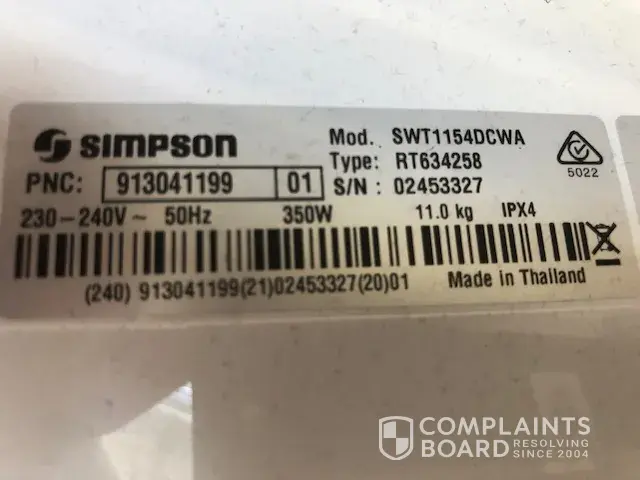 SIMPSON
Mod. SWT1154DCWA
Type: RT634258
PNC: 913041199 01 S/N : 02453327
5022
230-240V ~ 50Hz 350W 11.0 kg IPX4
(240) 913041199(21)02453327(20)01 Made in Thailand
COMPLAINTS
BOARD RESOLVING
SINCE 2004